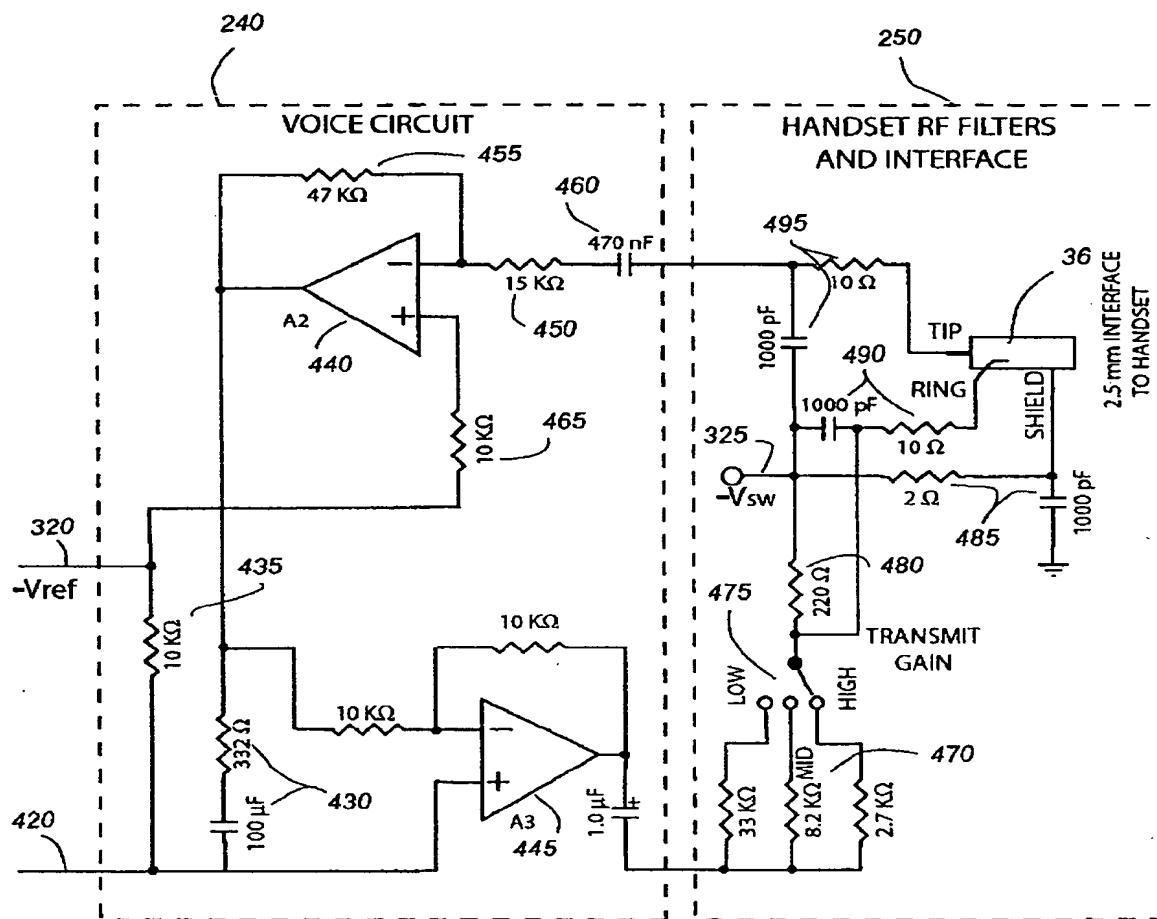 240
250
VOICE CIRCUIT
HANDSET RF FILTERS
AND INTERFACE
455
47 KΩ
460
470 nF
495
10 Ω
36
2.5 mm INTERFACE
TO HANDSET
−
+
A2
440
15 KΩ
450
1000 pF
TIP
490
RING
SHIELD
1000 pF
10 Ω
10 KΩ
465
325
-Vsw
2 Ω
485
1000 pF
320
-Vref
435
10 KΩ
480
220 Ω
475
TRANSMIT
GAIN
10 KΩ
LOW
HIGH
MID
10 KΩ
332 Ω
430
100 µF
−
+
A3
445
1.0 µF
+
470
33 KΩ
8.2 KΩ
2.7 KΩ
420